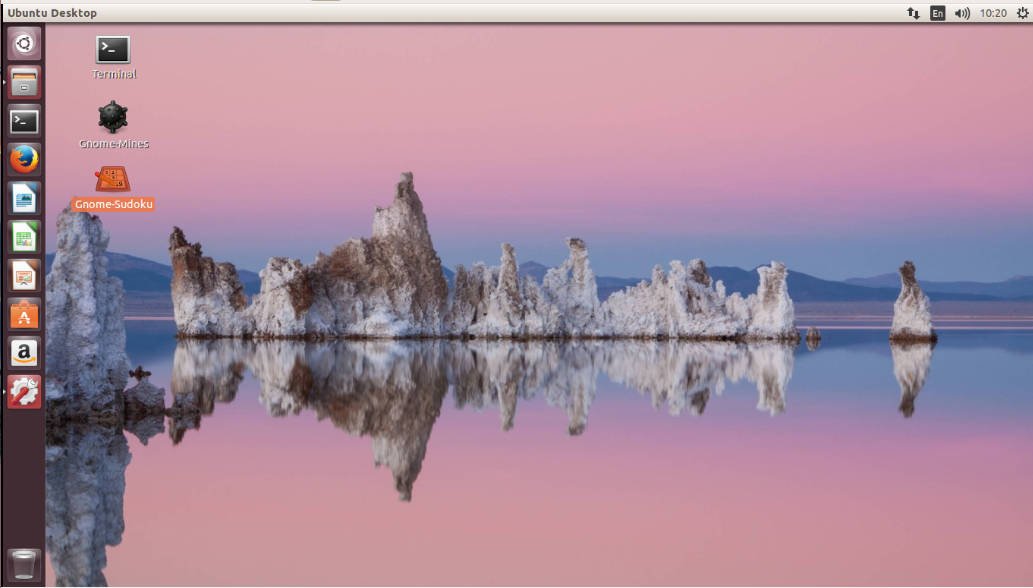 Ubuntu Desktop
En
10:20
Terminal
Gnome-Mines
Gnome-Sudoku
a